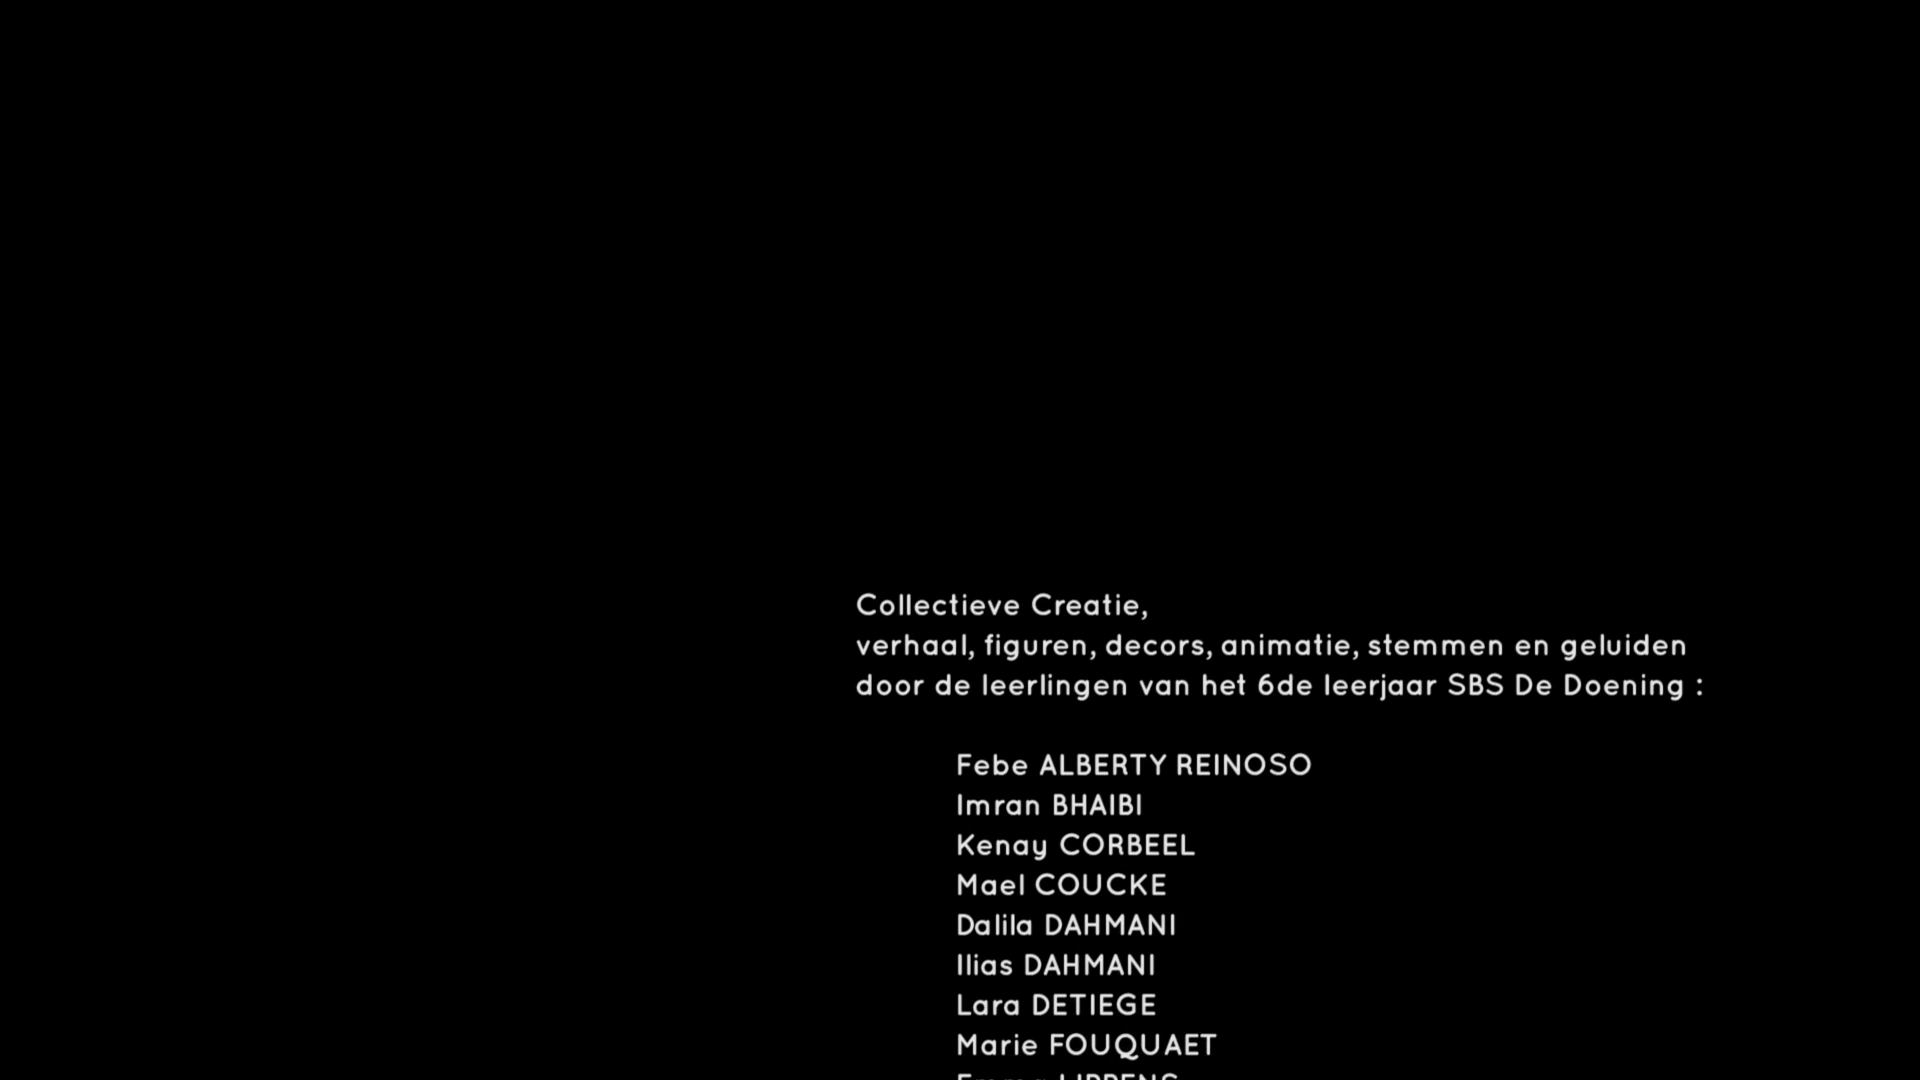 Collectieve Creatie,
verhaal, figuren, decors, animatie, stemmen en geluiden
door de leerlingen van het 6de leerjaar SBS De Doening :
Febe ALBERTY REINOSO
Imran BHAIBI
Kenay CORBEEL
Mael COUCKE
Dalila DAHMANI
Ilias DAHMANI
Lara DETIEGE
Marie FOUQUAET